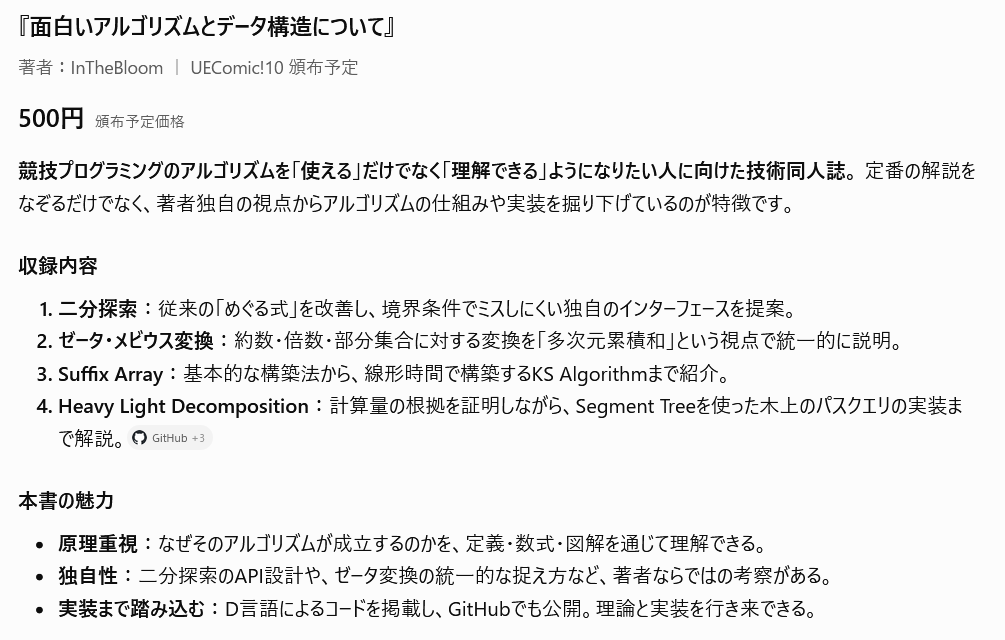 『面白いアルゴリズムとデータ構造について』
著者：InTheBloom ｜ UEComic!10 頒布予定
500円 頒布予定価格
競技プログラミングのアルゴリズムを「使える」だけでなく「理解できる」ようになりたい人に向けた技術同人誌。定番の解説を
なぞるだけでなく、著者独自の視点からアルゴリズムの仕組みや実装を掘り下げているのが特徴です。
収録内容
1. 二分探索：従来の「めぐる式」を改善し、境界条件でミスしにくい独自のインターフェースを提案。
2. ゼータ・メビウス変換：約数・倍数・部分集合に対する変換を「多次元累積和」という視点で統一的に説明。
3. Suffix Array：基本的な構築法から、線形時間で構築するKS Algorithmまで紹介。
4. Heavy Light Decomposition：計算量の根拠を証明しながら、Segment Treeを使った木上のパスクエリの実装ま
で解説。 GitHub +3
本書の魅力
• 原理重視：なぜそのアルゴリズムが成立するのかを、定義・数式・図解を通じて理解できる。
• 独自性：二分探索のAPI設計や、ゼータ変換の統一的な捉え方など、著者ならではの考察がある。
• 実装まで踏み込む：D言語によるコードを掲載し、GitHubでも公開。理論と実装を行き来できる。